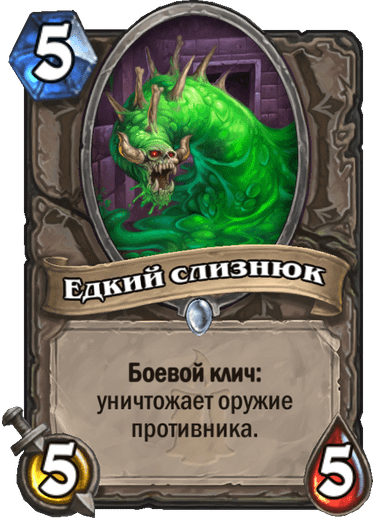 5
Едкий слизнюк
Боевой клич:
уничтожает оружие
противника.
5
5